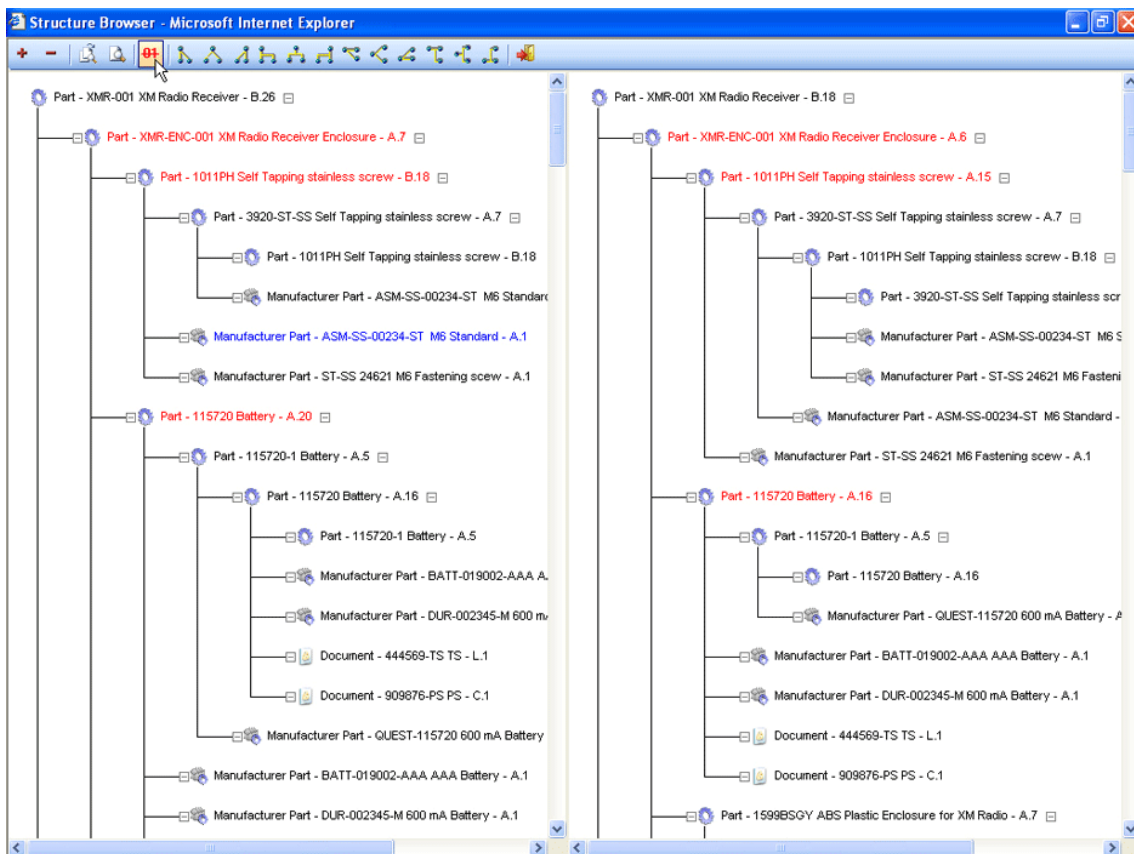 Structure Browser - Microsoft Internet Explorer
01
Part - XMR-001 XM Radio Receiver - B.26
Part - XMR-ENC-001 XM Radio Receiver Enclosure - A.7
Part - 1011PH Self Tapping stainless screw - B.18
Part - 3920-ST-SS Self Tapping stainless screw - A.7
Part - 1011PH Self Tapping stainless screw - B.18
Manufacturer Part - ASM-SS-00234-ST M6 Standard
Manufacturer Part - ASM-SS-00234-ST M6 Standard - A.1
Manufacturer Part - ST-SS 24621 M6 Fastening scew - A.1
Part - 115720 Battery - A.20
Part - 115720-1 Battery - A.5
Part - 115720 Battery - A.16
Part - 115720-1 Battery - A.5
Manufacturer Part - BATT-019002-AAA A
Manufacturer Part - DUR-002345-M 600 m
Document - 444569-TS TS - L.1
Document - 909876-PS PS - C.1
Manufacturer Part - QUEST-115720 600 mA Battery
Manufacturer Part - BATT-019002-AAA AAA Battery - A.1
Manufacturer Part - DUR-002345-M 600 mA Battery - A.1
Part - XMR-001 XM Radio Receiver - B.18
Part - XMR-ENC-001 XM Radio Receiver Enclosure - A.6
Part - 1011PH Self Tapping stainless screw - A.15
Part - 3920-ST-SS Self Tapping stainless screw - A.7
Part - 1011PH Self Tapping stainless screw - B.18
Part - 3920-ST-SS Self Tapping stainless scr
Manufacturer Part - ASM-SS-00234-ST M6 S
Manufacturer Part - ST-SS 24621 M6 Fasteni
Manufacturer Part - ASM-SS-00234-ST M6 Standard -
Manufacturer Part - ST-SS 24621 M6 Fastening scew - A.1
Part - 115720 Battery - A.16
Part - 115720-1 Battery - A.5
Part - 115720 Battery - A.16
Manufacturer Part - QUEST-115720 600 mA Battery - A
Manufacturer Part - BATT-019002-AAA AAA Battery - A.1
Manufacturer Part - DUR-002345-M 600 mA Battery - A.1
Document - 444569-TS TS - L.1
Document - 909876-PS PS - C.1
Part - 1599BSGY ABS Plastic Enclosure for XM Radio - A.7